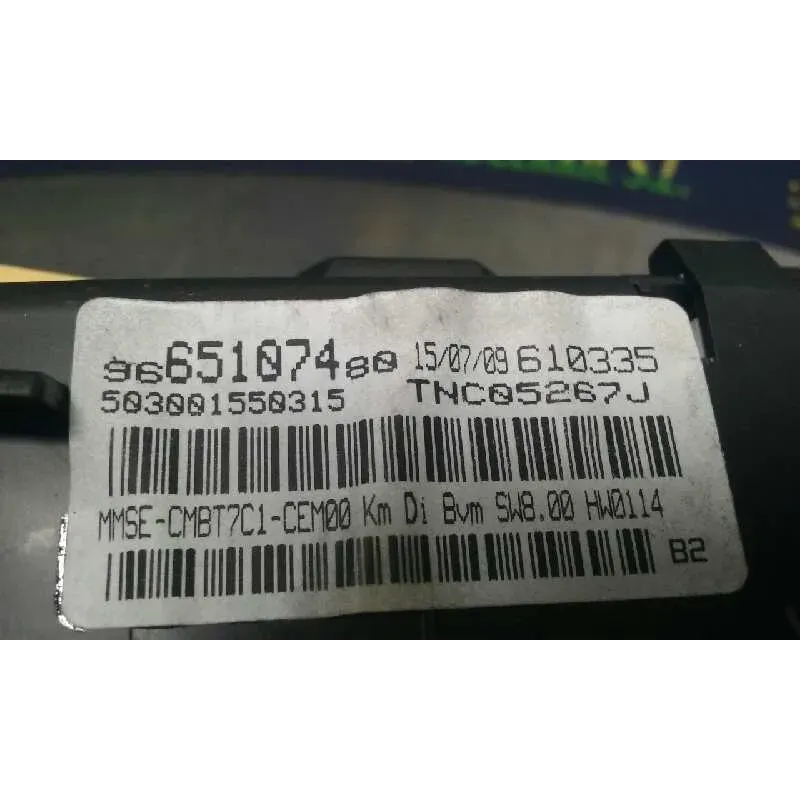 9665107480 15/07/09 610335
503001550315 TNC05267J
MMSE-CMBT7C1-CEM00 Km Di Bvm SW8.00 HW0114
B2